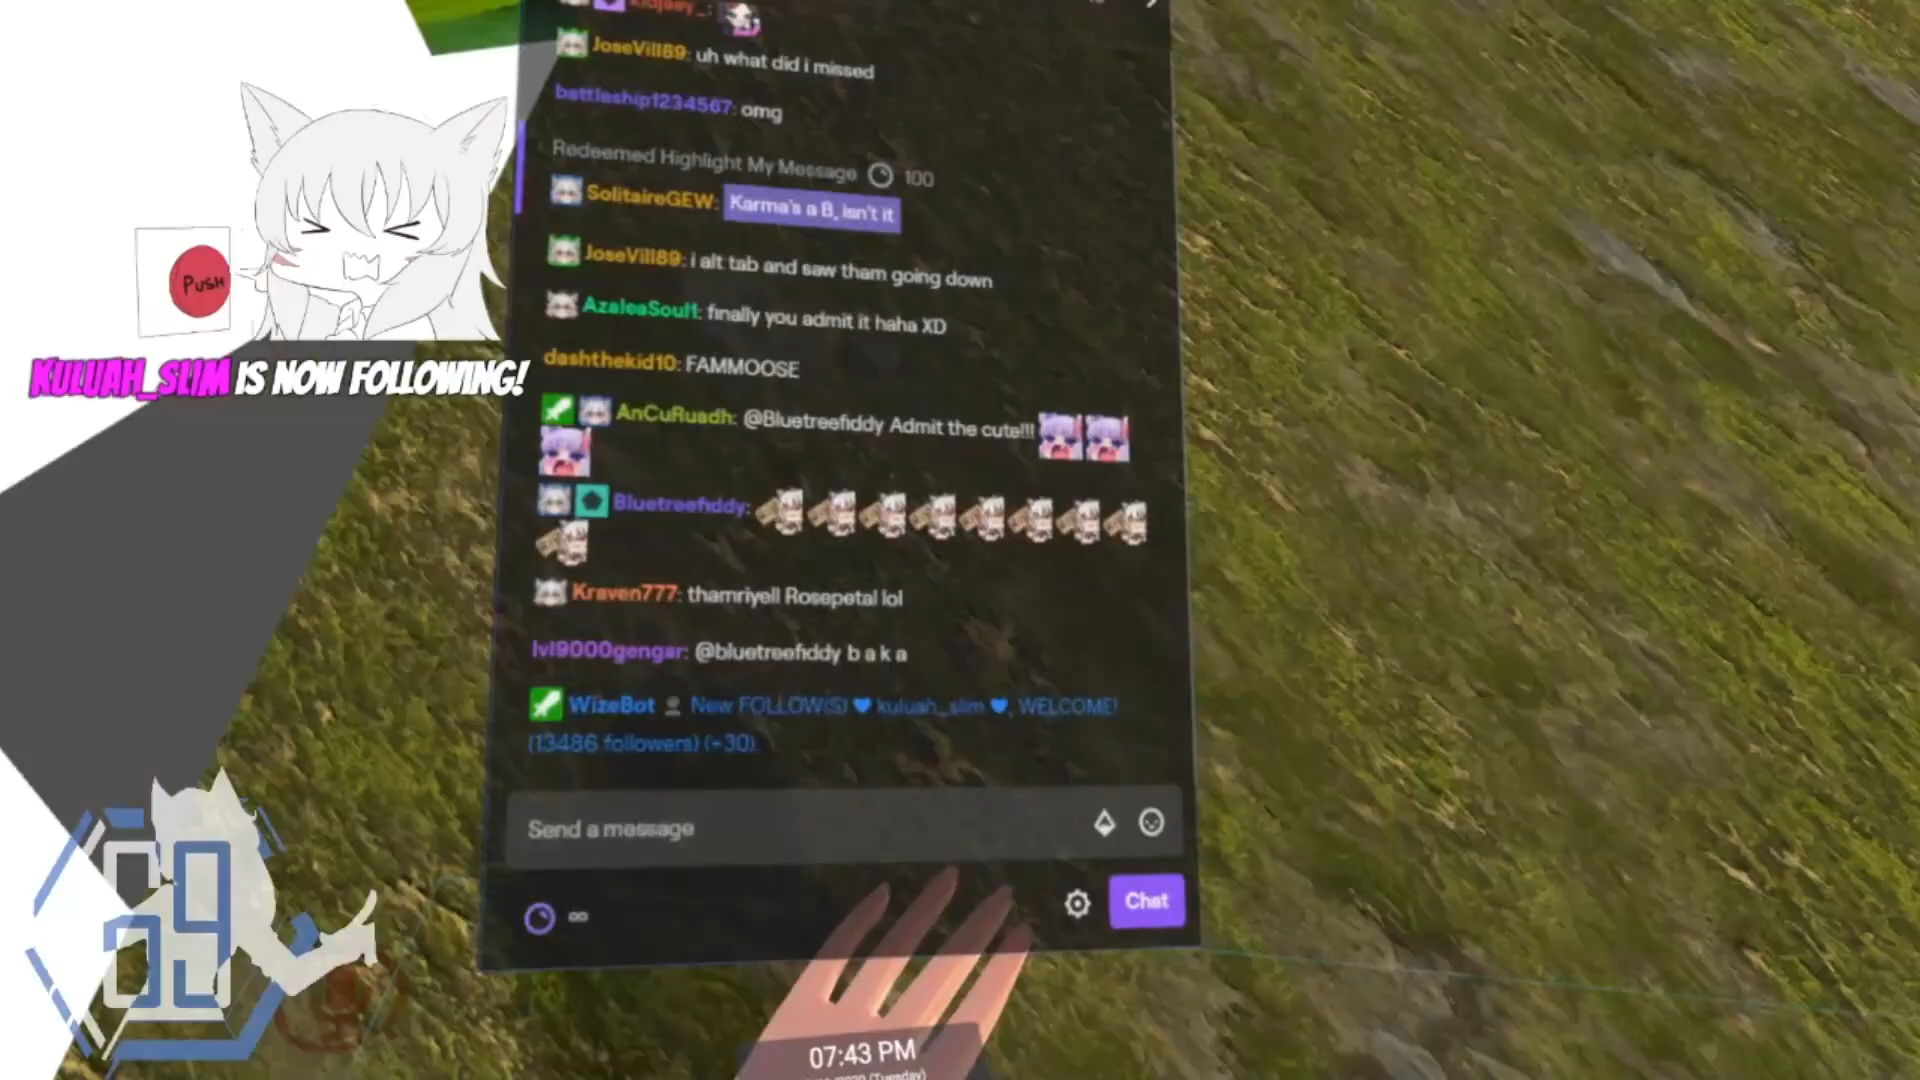 kidjoey_:
JoseVill89: uh what did i missed
battleship1234567: omg
Redeemed Highlight My Message 100
SolitaireGEW: Karma's a B, isn't it
JoseVill89: i alt tab and saw tham going down
AzaleaSoul1: finally you admit it haha XD
dashthekid10: FAMMOOSE
AnCuRuadh: @Bluetreefiddy Admit the cute!!!
Bluetreefiddy:
Kraven777: thamriyell Rosepetal lol
lvl9000gengar: @bluetreefiddy b a k a
WizeBot New FOLLOW(S) ♥ kuluah_slim ♥, WELCOME!
(13486 followers) (+30).
Send a message
∞
Chat
07:43 PM
(Tuesday)
PUSH
KULUAH_SLIM IS NOW FOLLOWING!